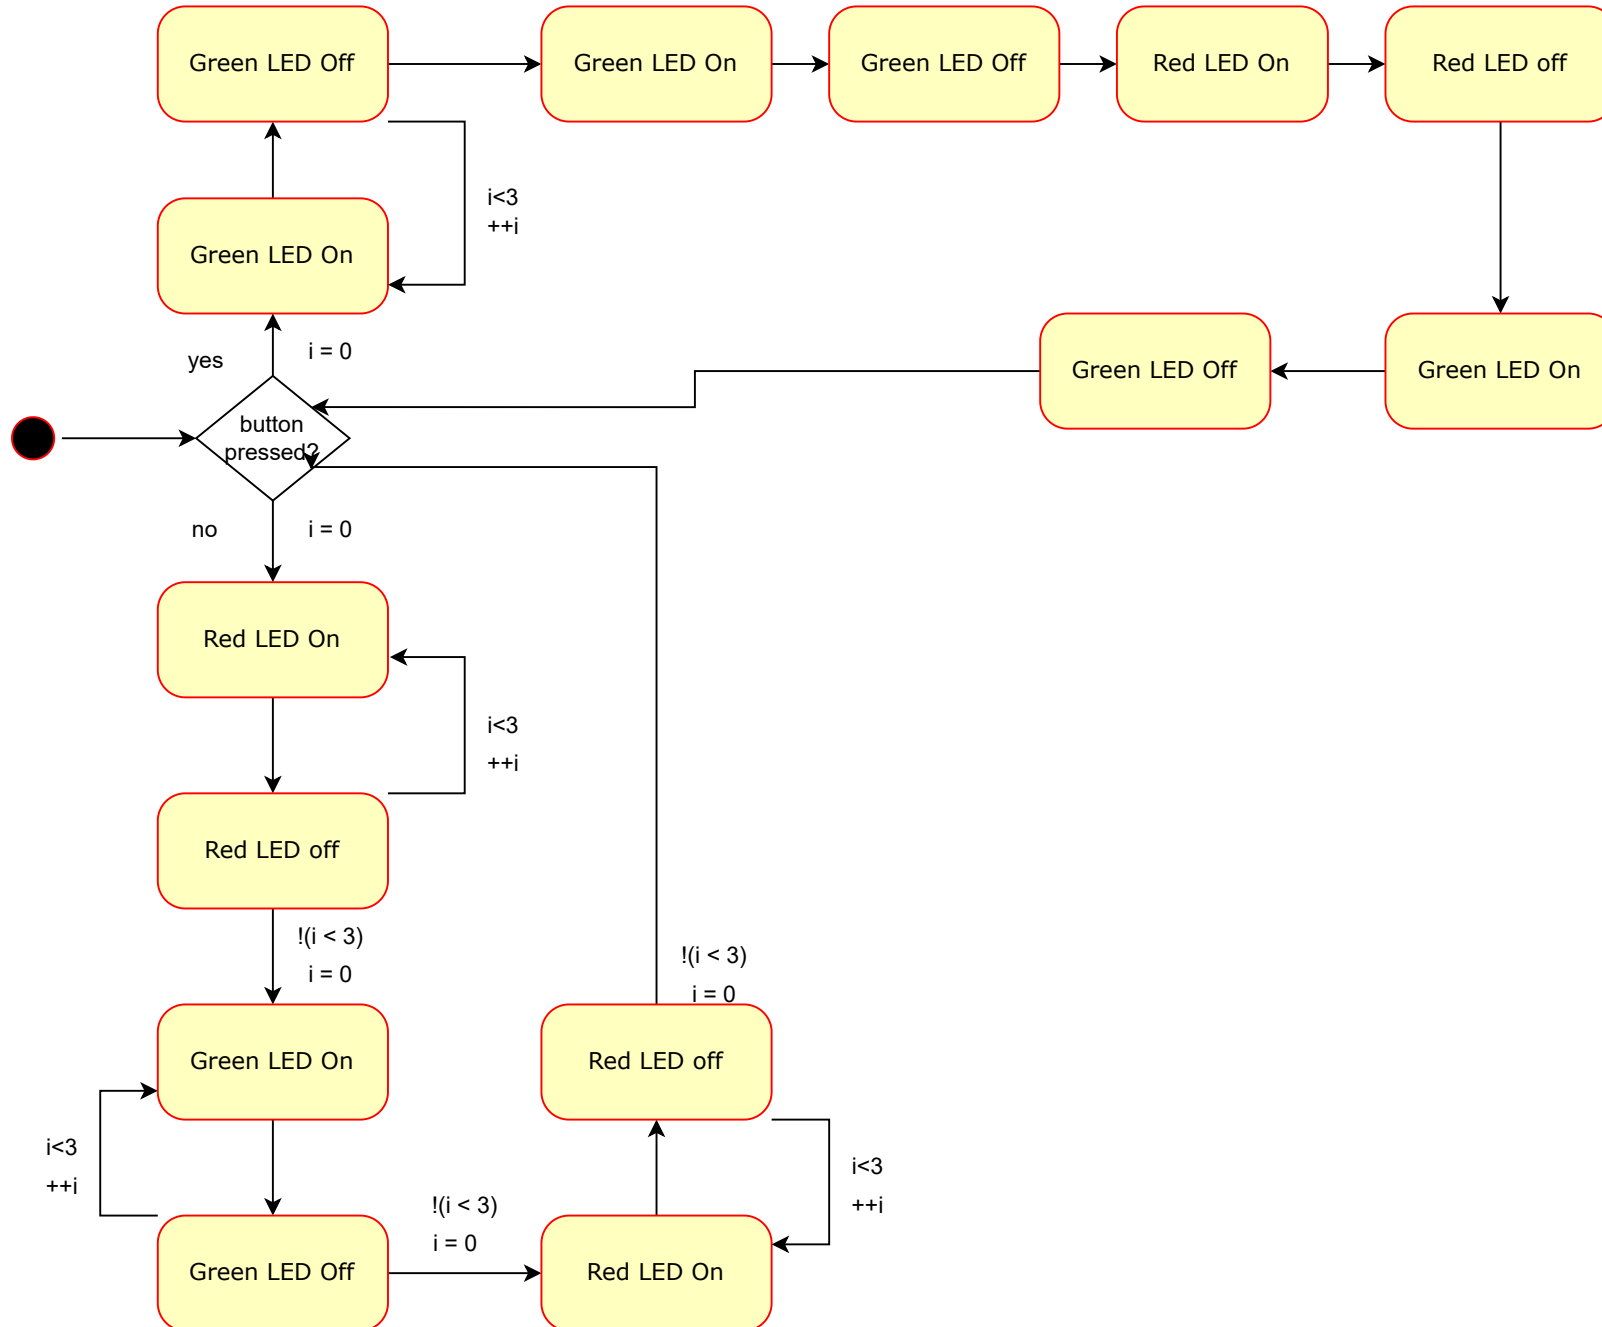 Green LED Off
Green LED On
Green LED Off
Red LED On
Red LED off
i<3
++i
Green LED On
yes
i = 0
Green LED Off
Green LED On
button
pressed?
no
i = 0
Red LED On
i<3
++i
Red LED off
!(i < 3)
i = 0
!(i < 3)
i = 0
Green LED On
Red LED off
i<3
++i
i<3
++i
!(i < 3)
i = 0
Green LED Off
Red LED On